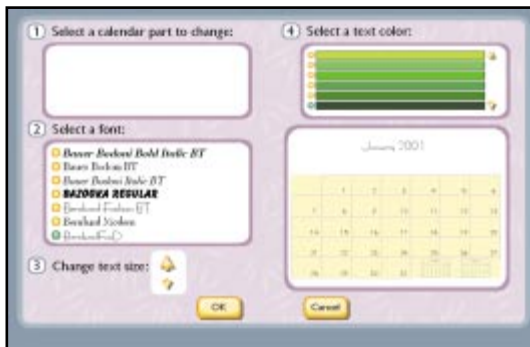 1 Select a calendar part to change:
4 Select a text color:
2 Select a font:
Bauer Bodoni Bold Italic BT
Bauer Bodoni BT
Bauer Bodoni Italic BT
BAZOOKA REGULAR
Bernhard Fashion BT
Bernhard Modern
January 2001
1 2 3 4 5 6
7 8 9 10 11 12 13
14 15 16 17 18 19 20
21 22 23 24 25 26 27
28 29 30 31
3 Change text size:
OK
Cancel